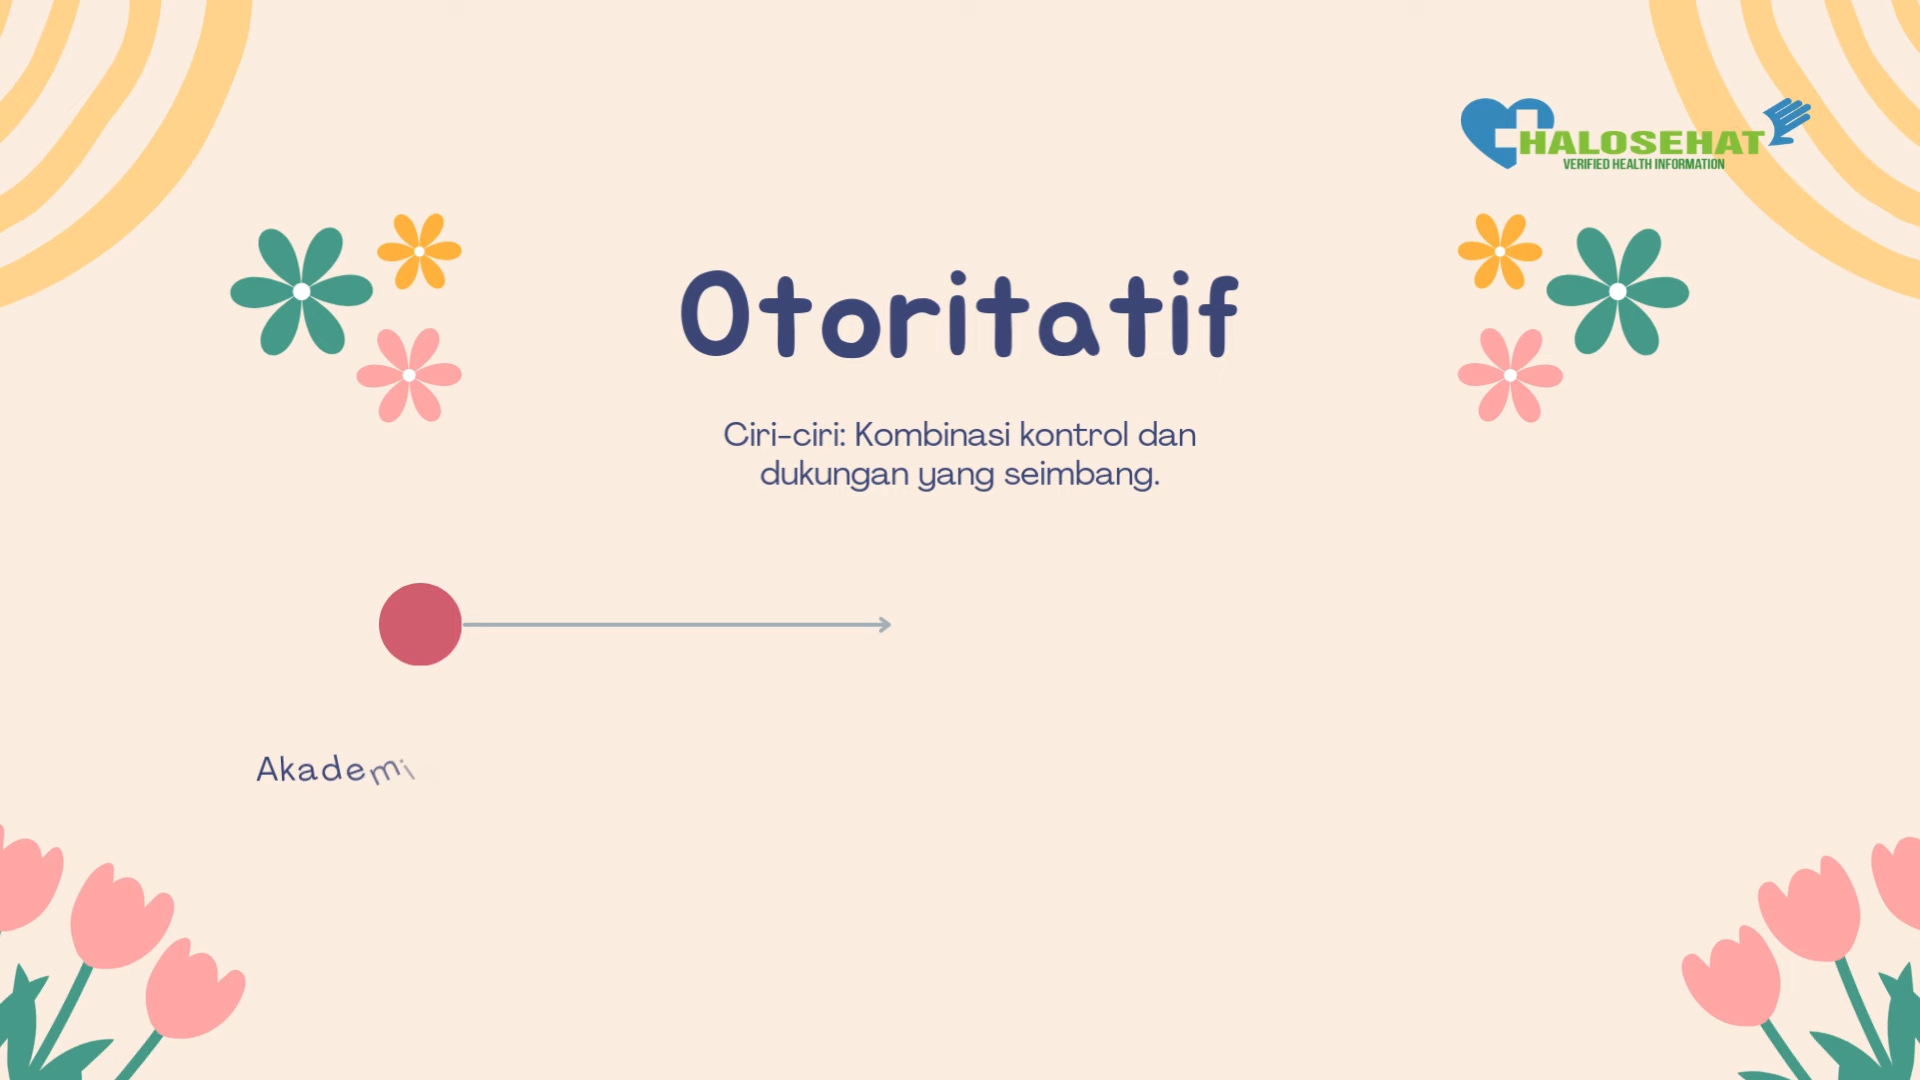 HALOSEHAT
VERIFIED HEALTH INFORMATION
Otoritatif
Ciri-ciri: Kombinasi kontrol dan
dukungan yang seimbang.
Akademi